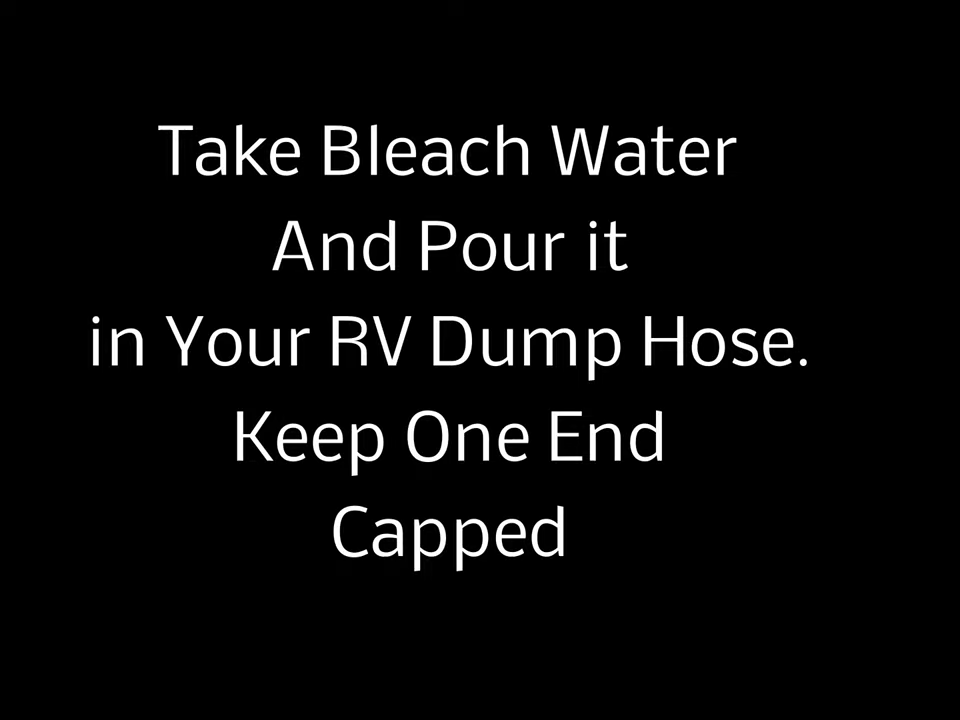 Take Bleach Water
And Pour it
in Your RV Dump Hose.
Keep One End
Capped